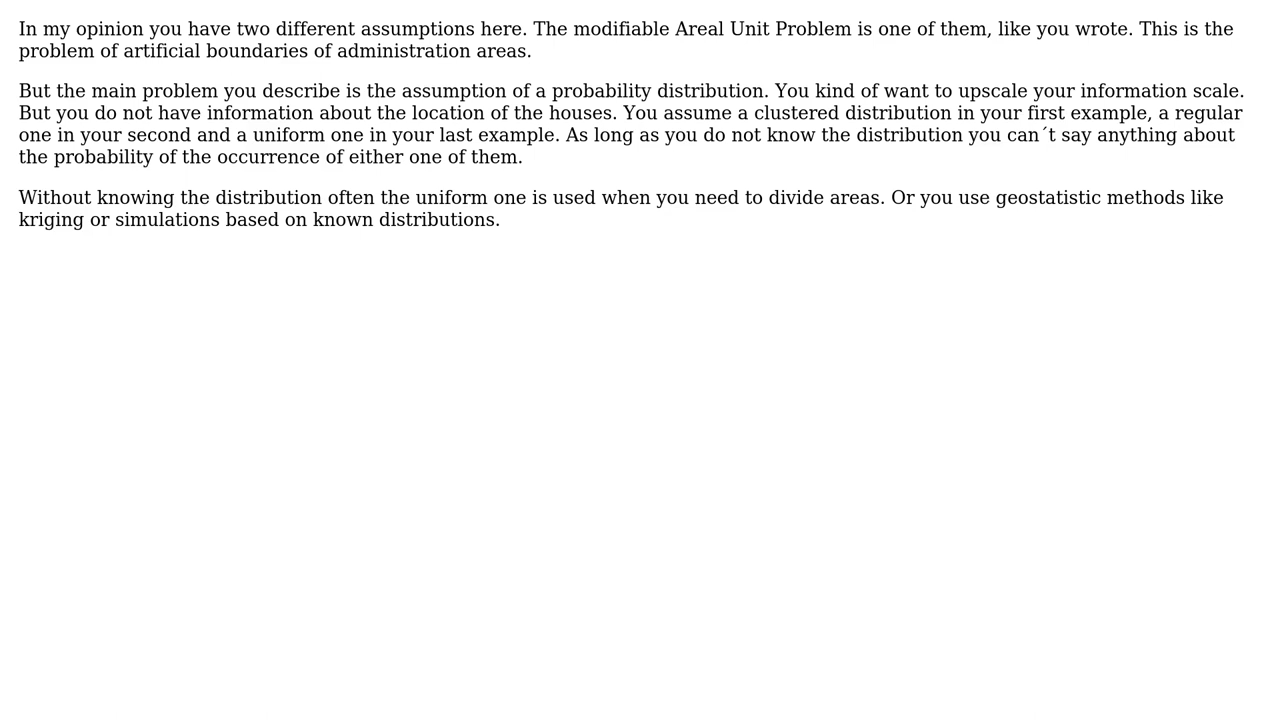 In my opinion you have two different assumptions here. The modifiable Areal Unit Problem is one of them, like you wrote. This is the
problem of artificial boundaries of administration areas.
But the main problem you describe is the assumption of a probability distribution. You kind of want to upscale your information scale.
But you do not have information about the location of the houses. You assume a clustered distribution in your first example, a regular
one in your second and a uniform one in your last example. As long as you do not know the distribution you can´t say anything about
the probability of the occurrence of either one of them.
Without knowing the distribution often the uniform one is used when you need to divide areas. Or you use geostatistic methods like
kriging or simulations based on known distributions.